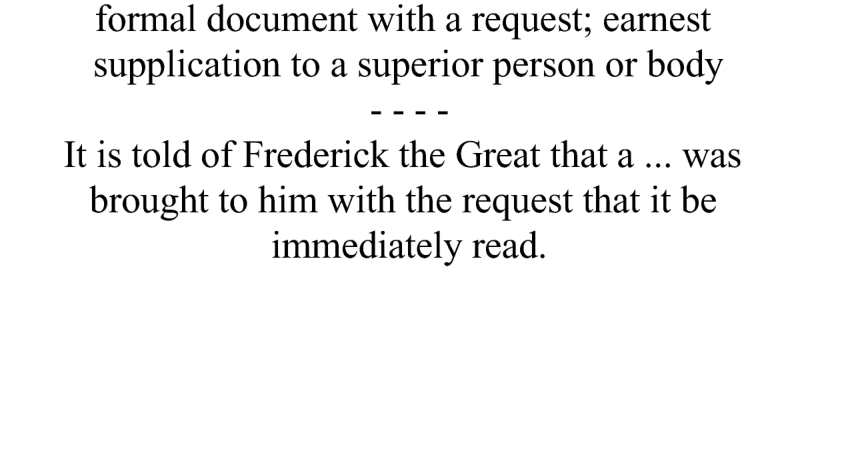 formal document with a request; earnest
supplication to a superior person or body
- - - -
It is told of Frederick the Great that a ... was
brought to him with the request that it be
immediately read.